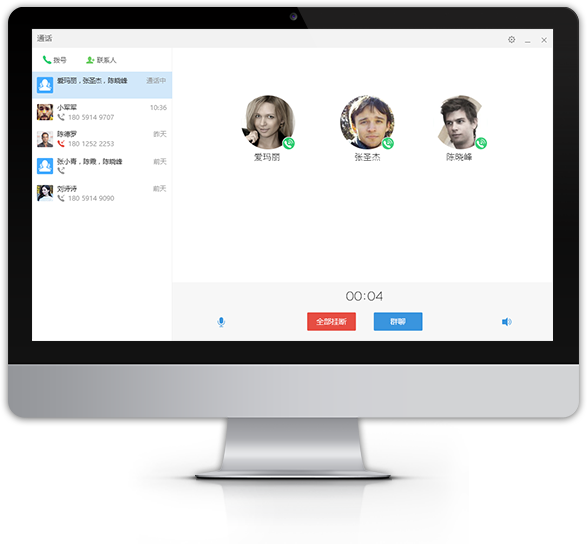 通话
拨号
联系人
爱玛丽，张圣杰，陈晓峰
通话中
小军军
10:36
180 5914 9707
陈德罗
昨天
180 1252 2253
张小青，陈鞠，陈晓峰
前天
刘诗诗
前天
180 5914 9090
爱玛丽
张圣杰
陈晓峰
00:04
全部挂断
群聊